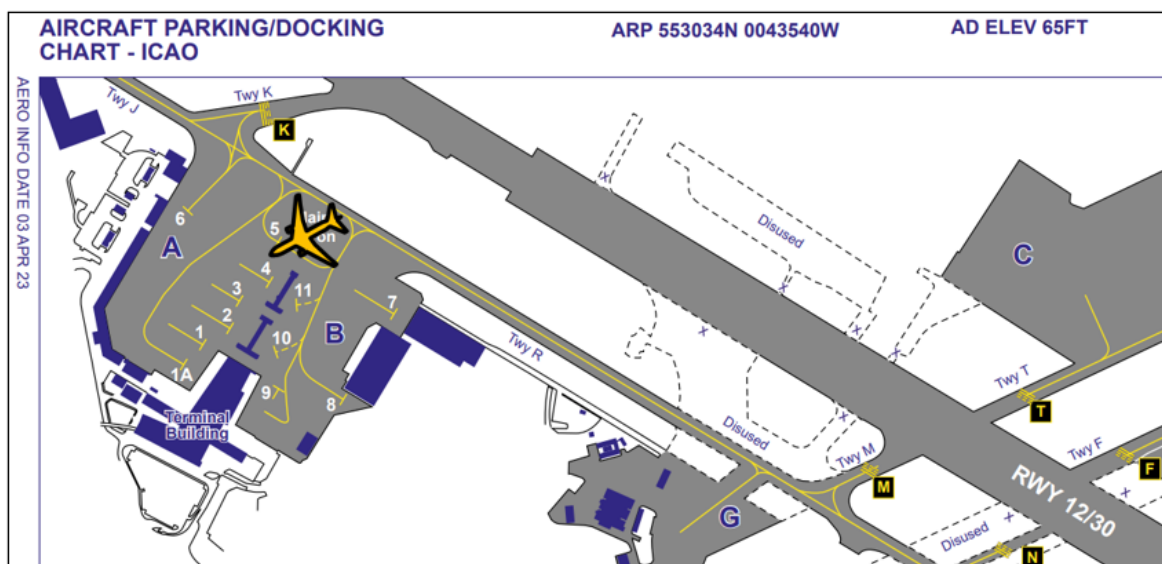 AIRCRAFT PARKING/DOCKING
CHART - ICAO
ARP 553034N 0043540W
AD ELEV 65FT
AERO INFO DATE 03 APR 23
Twy J
Twy K
K
6
A
5
4
3
11
2
1
10
B
7
1A
9
8
Terminal
Building
Twy R
Disused
C
Twy T
T
Disused
Twy M
M
Twy F
F
G
RWY 12/30
Disused
N